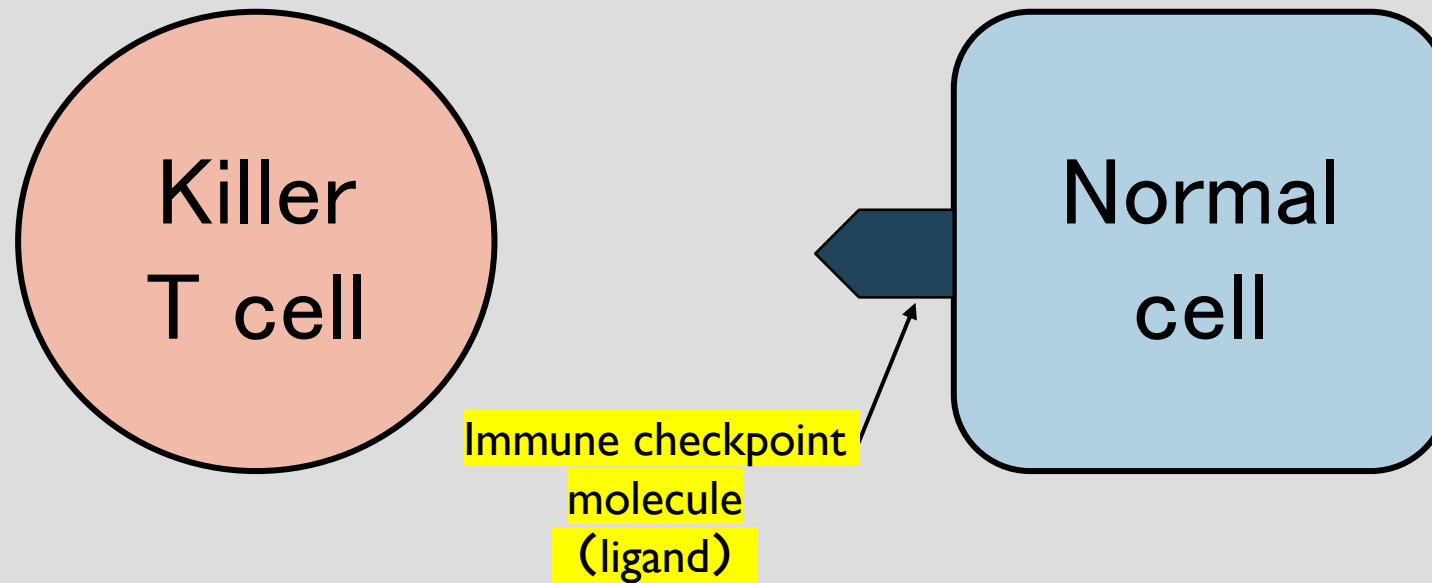 Killer
T cell
Normal
cell
Immune checkpoint
molecule
（ligand）